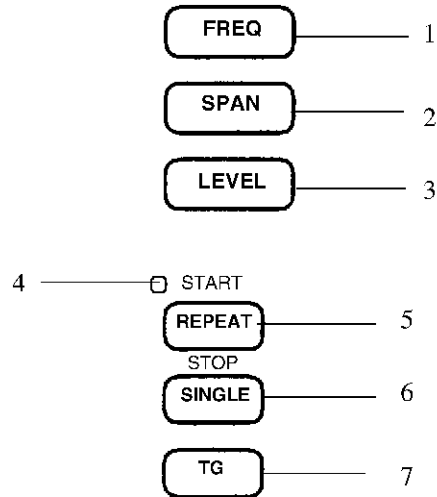 FREQ 1
SPAN 2
LEVEL 3
4 START
REPEAT 5
STOP
SINGLE 6
TG 7